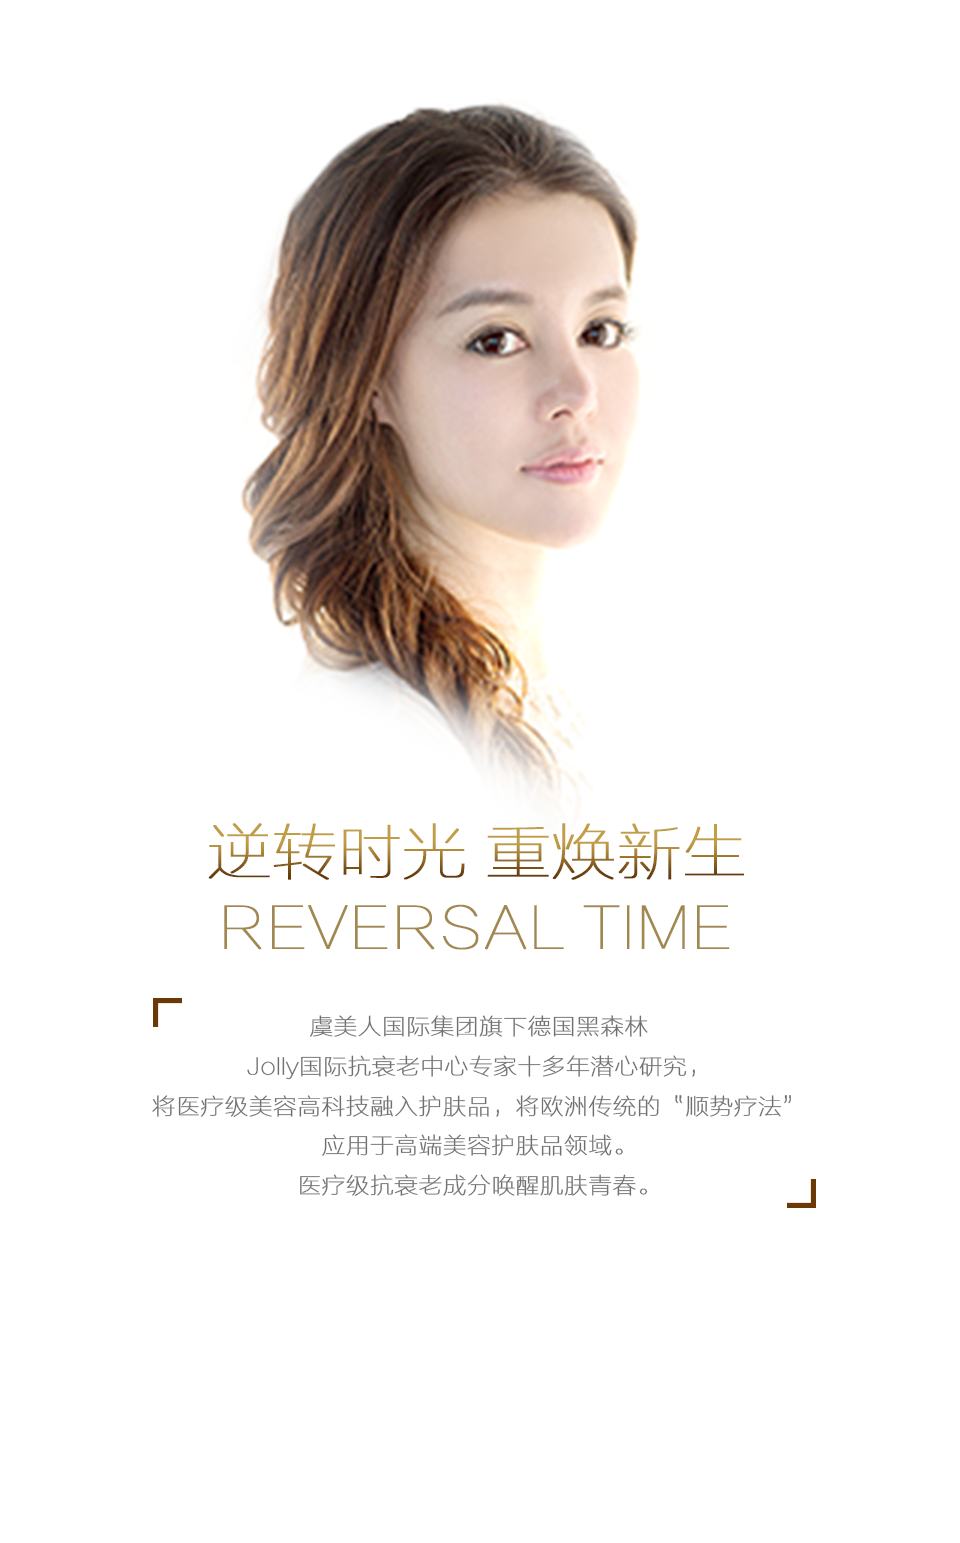 逆转时光 重焕新生
REVERSAL TIME
虞美人国际集团旗下德国黑森林
Jolly国际抗衰老中心专家十多年潜心研究，
将医疗级美容高科技融入护肤品，将欧洲传统的“顺势疗法”
应用于高端美容护肤品领域。
医疗级抗衰老成分唤醒肌肤青春。